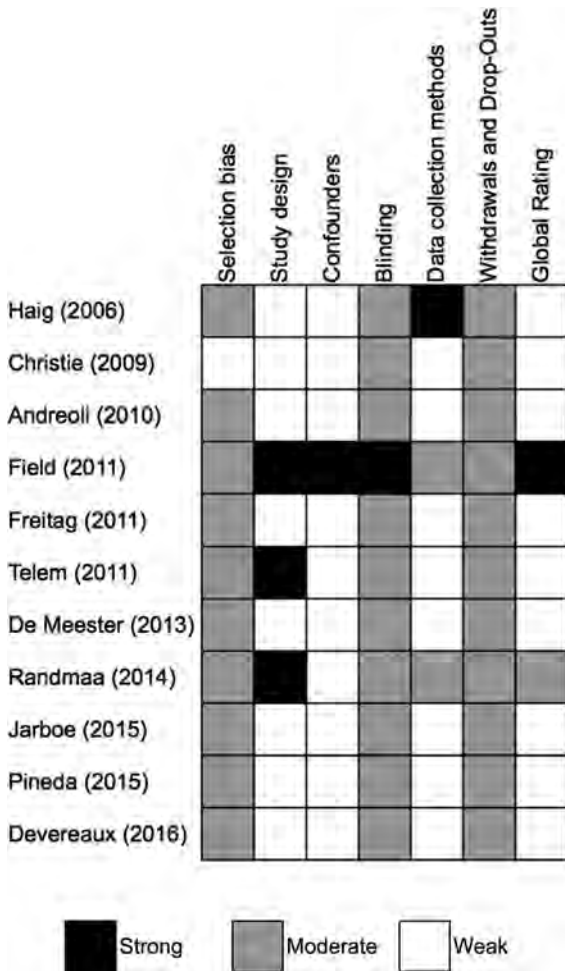 Selection bias
Study design
Confounders
Blinding
Data collection methods
Withdrawals and Drop-Outs
Global Rating
Haig (2006)
Christie (2009)
Andreoll (2010)
Field (2011)
Freitag (2011)
Telem (2011)
De Meester (2013)
Randmaa (2014)
Jarboe (2015)
Pineda (2015)
Devereaux (2016)
Strong
Moderate
Weak